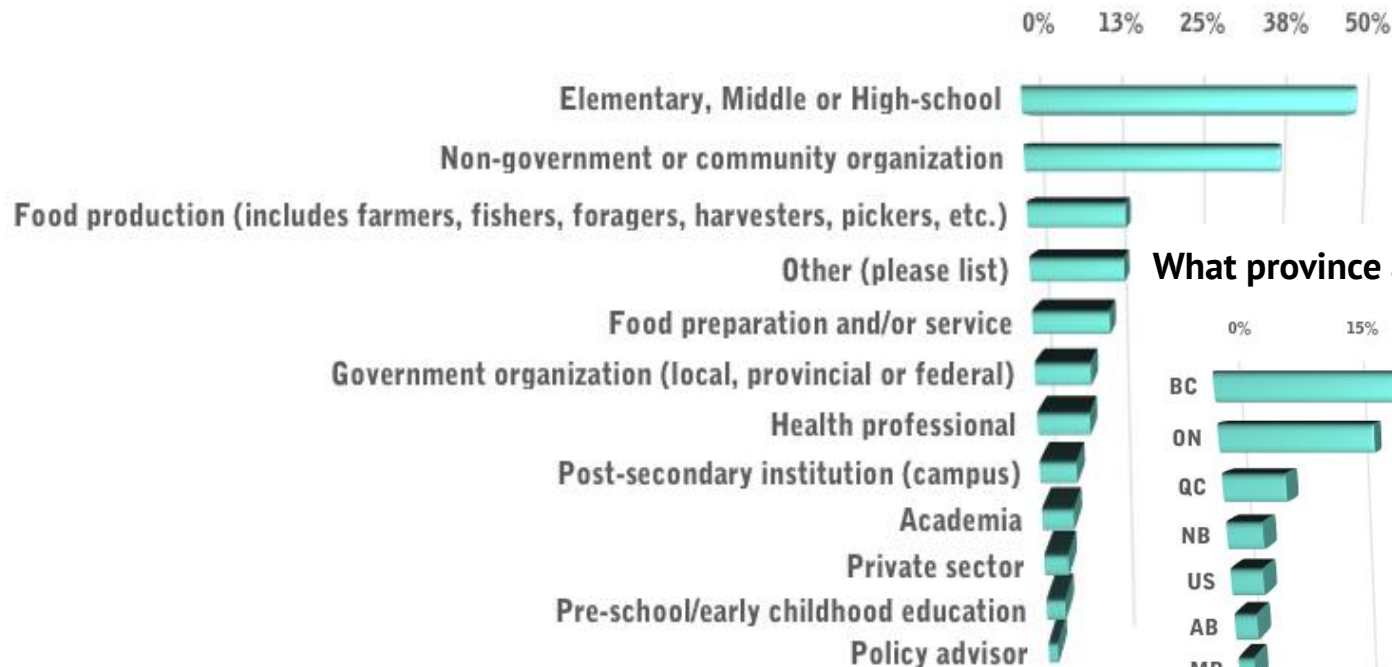 0% 13% 25% 38% 50%
Elementary, Middle or High-school
Non-government or community organization
Food production (includes farmers, fishers, foragers, harvesters, pickers, etc.)
Other (please list)
Food preparation and/or service
Government organization (local, provincial or federal)
Health professional
Post-secondary institution (campus)
Academia
Private sector
Pre-school/early childhood education
Policy advisor
What province
0% 15%
BC
ON
QC
NB
US
AB